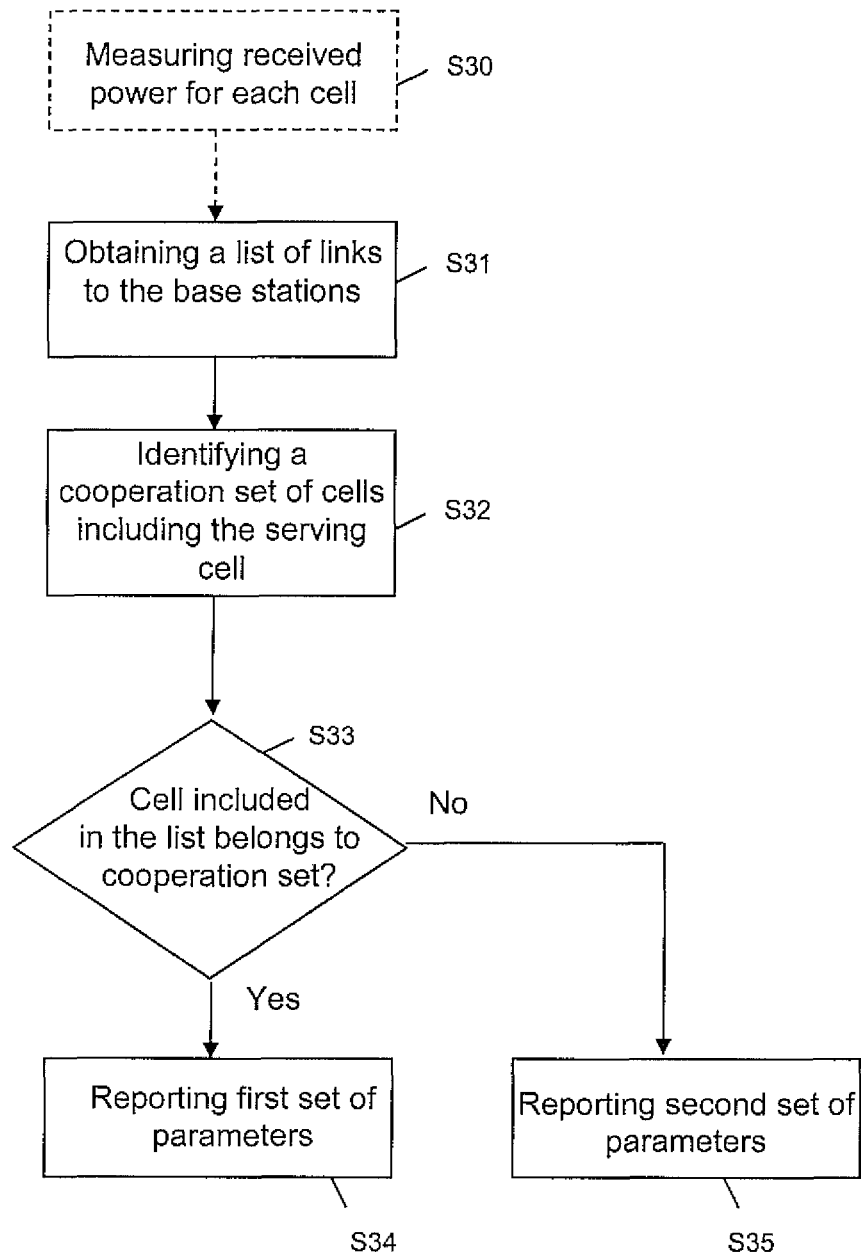 Measuring received
power for each cell
S30
Obtaining a list of links
to the base stations
S31
Identifying a
cooperation set of cells
including the serving
cell
S32
S33
Cell included
in the list belongs to
cooperation set?
No
Yes
Reporting first set of
parameters
Reporting second set of
parameters
S34
S35